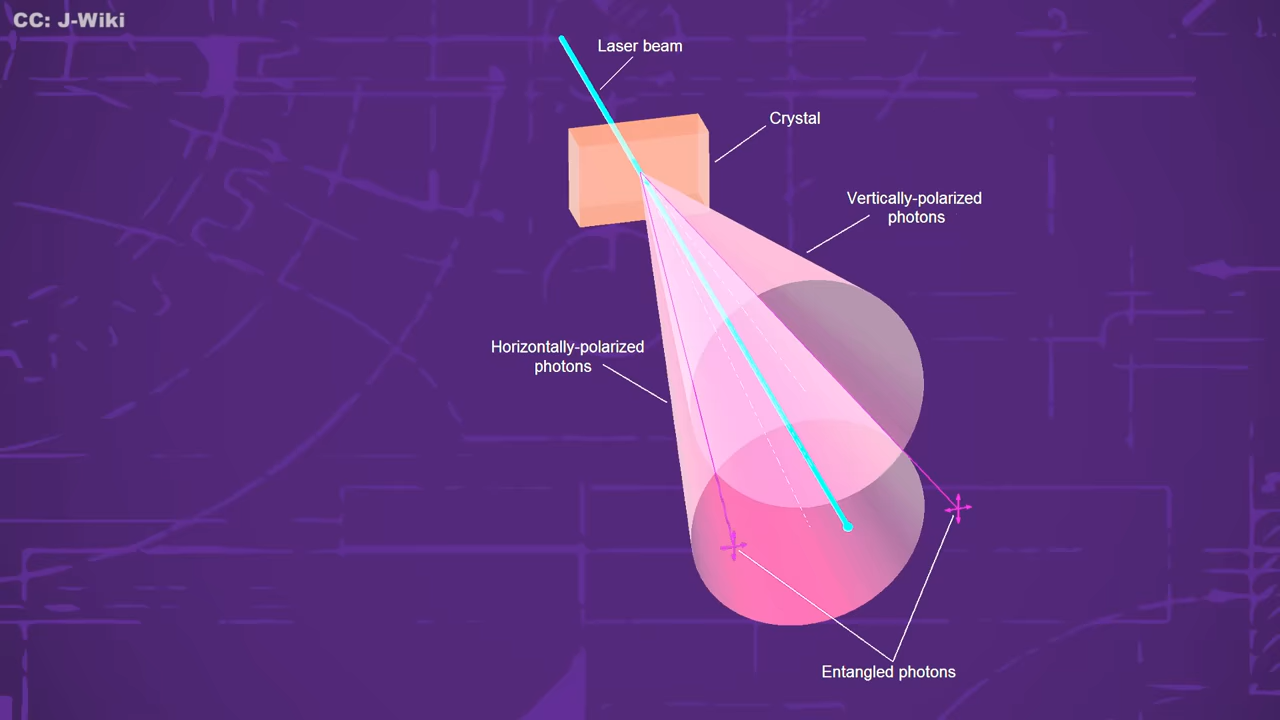 CC: J-Wiki
Laser beam
Crystal
Vertically-polarized
photons
Horizontally-polarized
photons
Entangled photons